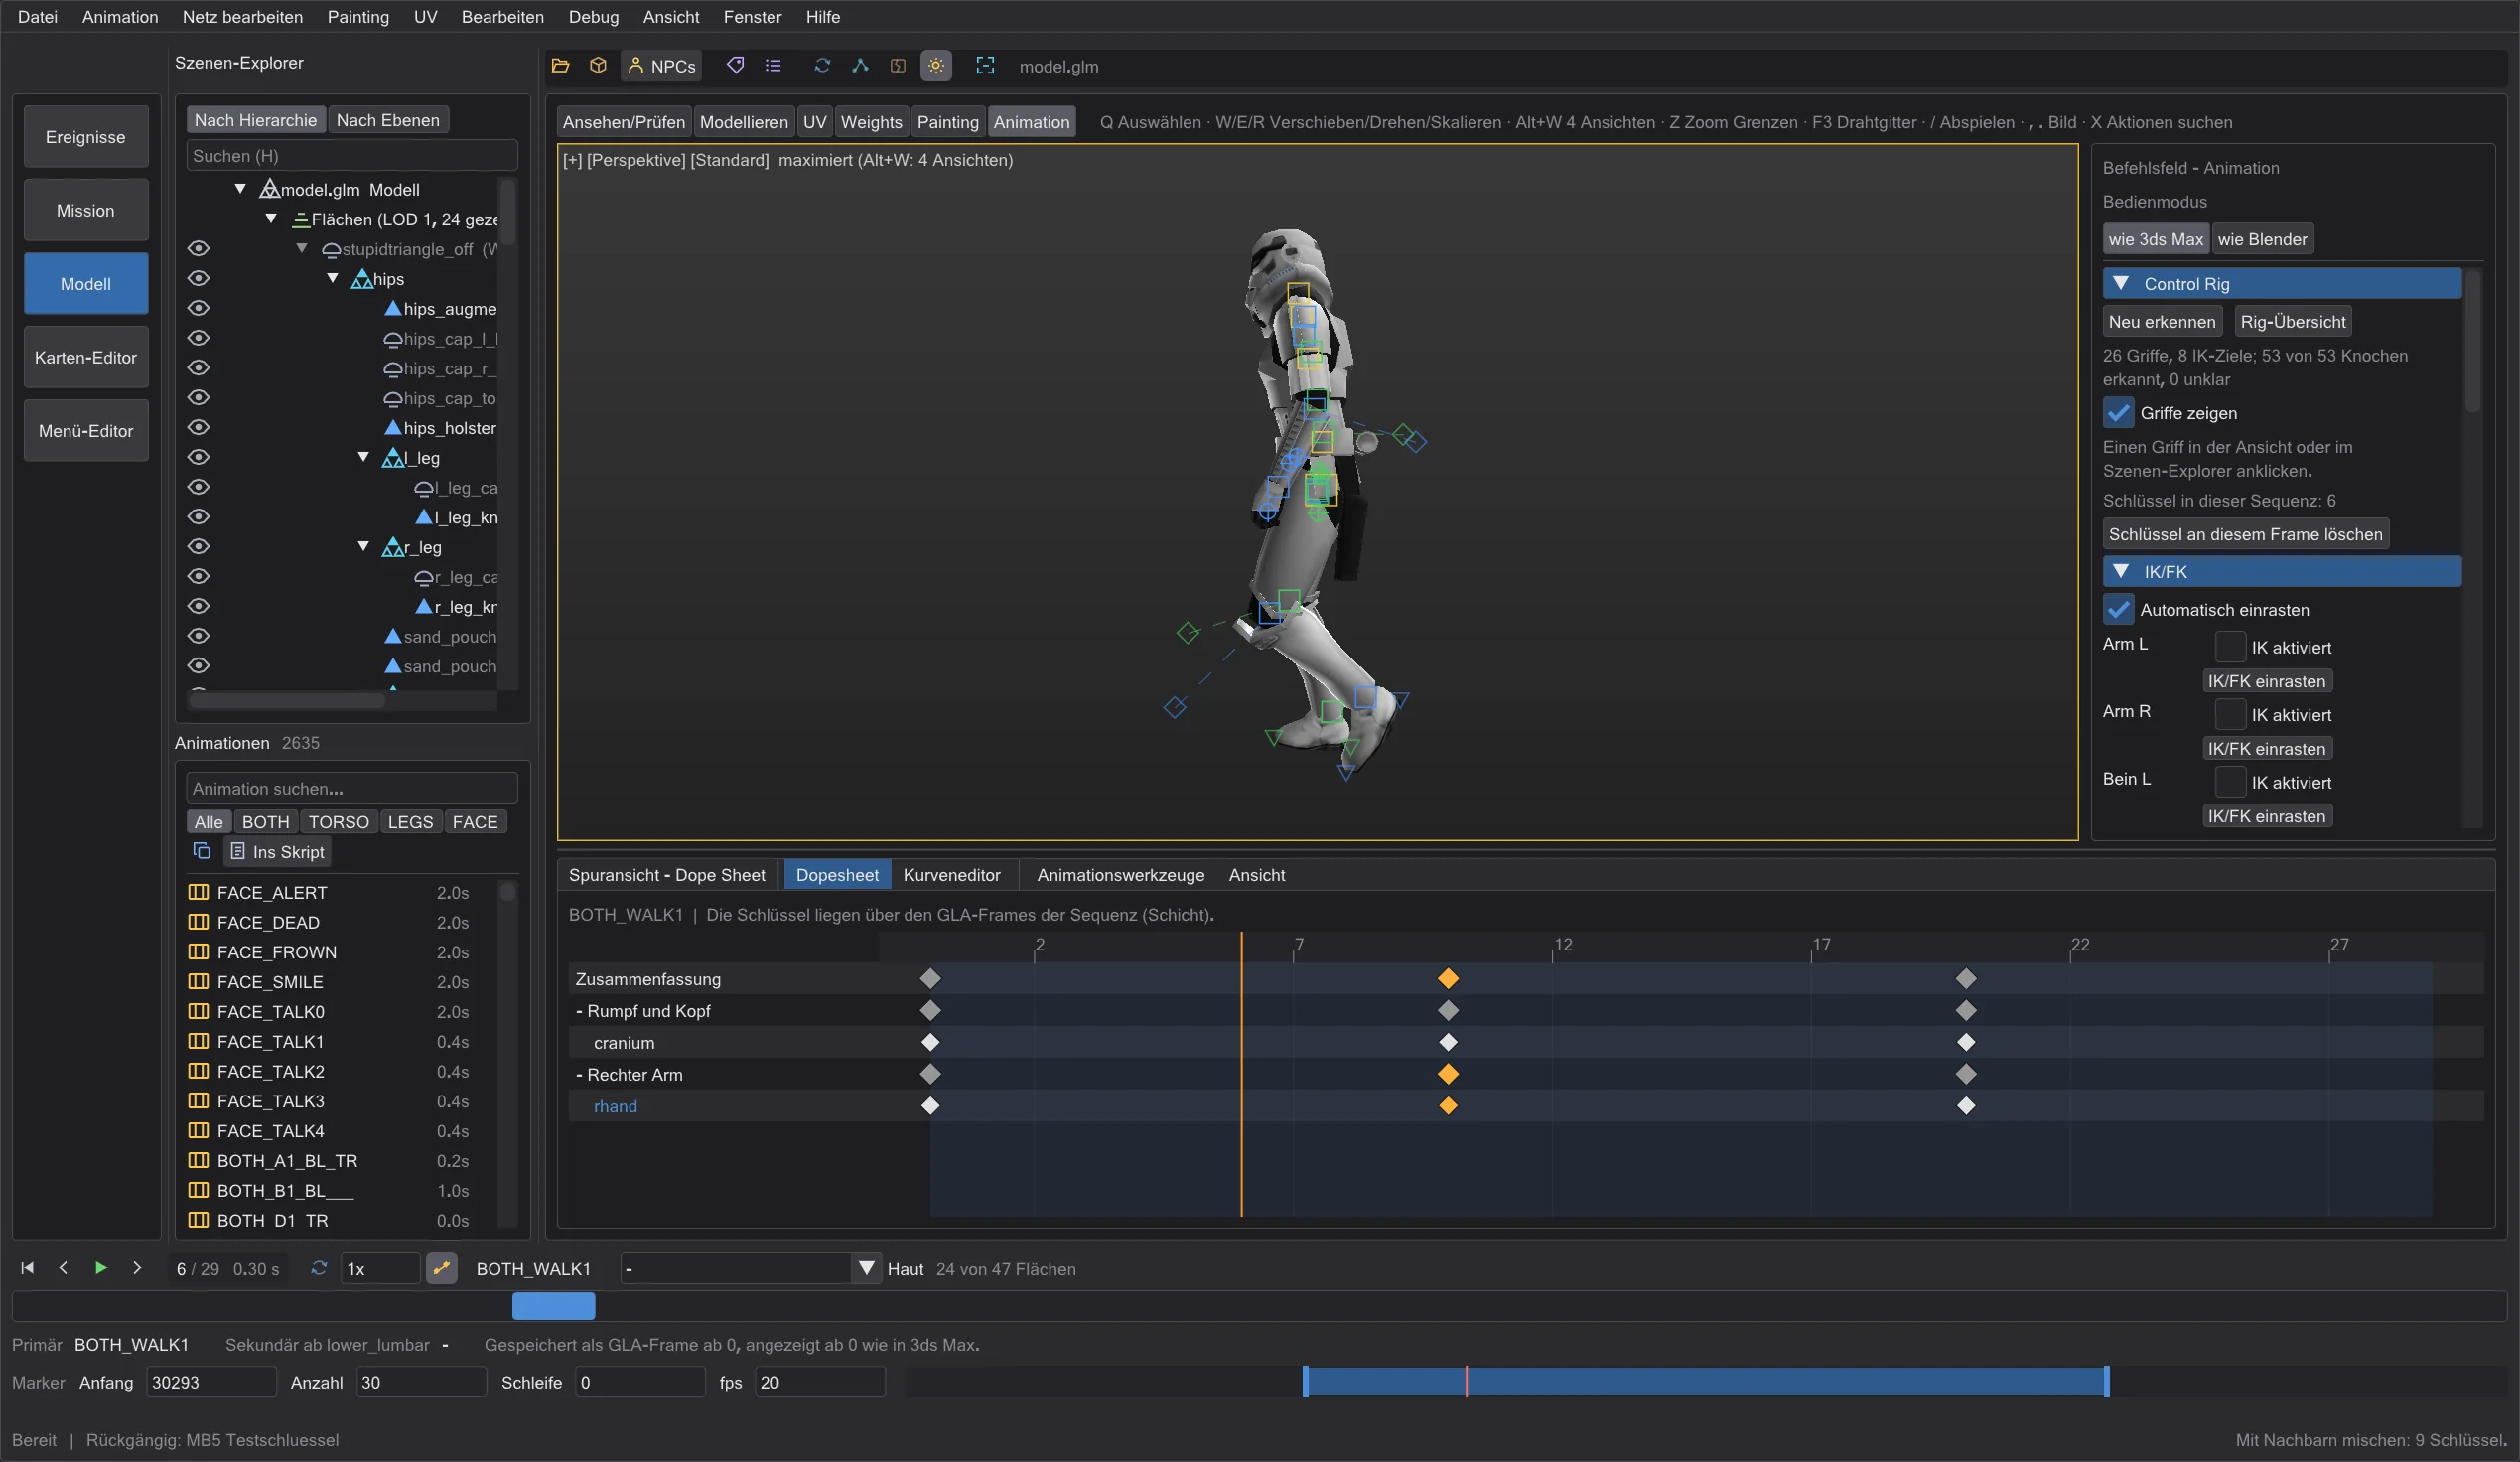 Datei Animation Netz bearbeiten Painting UV Bearbeiten Debug Ansicht Fenster Hilfe
Szenen-Explorer
NPCs model.glm
Ereignisse
Mission
Modell
Karten-Editor
Menü-Editor
Nach Hierarchie Nach Ebenen
Suchen (H)
model.glm Modell
Flächen (LOD 1, 24 geze
stupidtriangle_off (W
hips
hips_augme
hips_cap_l_l
hips_cap_r_
hips_cap_to
hips_holster
l_leg
l_leg_ca
l_leg_kn
r_leg
r_leg_ca
r_leg_kn
sand_pouch
sand_pouch
Animationen 2635
Animation suchen...
Alle BOTH TORSO LEGS FACE
Ins Skript
FACE_ALERT 2.0s
FACE_DEAD 2.0s
FACE_FROWN 2.0s
FACE_SMILE 2.0s
FACE_TALK0 2.0s
FACE_TALK1 0.4s
FACE_TALK2 0.4s
FACE_TALK3 0.4s
FACE_TALK4 0.4s
BOTH_A1_BL_TR 0.2s
BOTH_B1_BL___ 1.0s
BOTH_D1_TR 0.0s
Ansehen/Prüfen Modellieren UV Weights Painting Animation Q Auswählen · W/E/R Verschieben/Drehen/Skalieren · Alt+W 4 Ansichten · Z Zoom Grenzen · F3 Drahtgitter · / Abspielen · , . Bild · X Aktionen suchen
[+] [Perspektive] [Standard] maximiert (Alt+W: 4 Ansichten)
Befehlsfeld - Animation
Bedienmodus
wie 3ds Max wie Blender
Control Rig
Neu erkennen Rig-Übersicht
26 Griffe, 8 IK-Ziele; 53 von 53 Knochen
erkannt, 0 unklar
Griffe zeigen
Einen Griff in der Ansicht oder im
Szenen-Explorer anklicken.
Schlüssel in dieser Sequenz: 6
Schlüssel an diesem Frame löschen
IK/FK
Automatisch einrasten
Arm L IK aktiviert
IK/FK einrasten
Arm R IK aktiviert
IK/FK einrasten
Bein L IK aktiviert
IK/FK einrasten
Spuransicht - Dope Sheet Dopesheet Kurveneditor Animationswerkzeuge Ansicht
BOTH_WALK1 | Die Schlüssel liegen über den GLA-Frames der Sequenz (Schicht).
2 7 12 17 22 27
Zusammenfassung
- Rumpf und Kopf
cranium
- Rechter Arm
rhand
6 / 29 0.30 s 1x BOTH_WALK1 - Haut 24 von 47 Flächen
Primär BOTH_WALK1 Sekundär ab lower_lumbar - Gespeichert als GLA-Frame ab 0, angezeigt ab 0 wie in 3ds Max.
Marker Anfang 30293 Anzahl 30 Schleife 0 fps 20
Bereit | Rückgängig: MB5 Testschluessel Mit Nachbarn mischen: 9 Schlüssel.